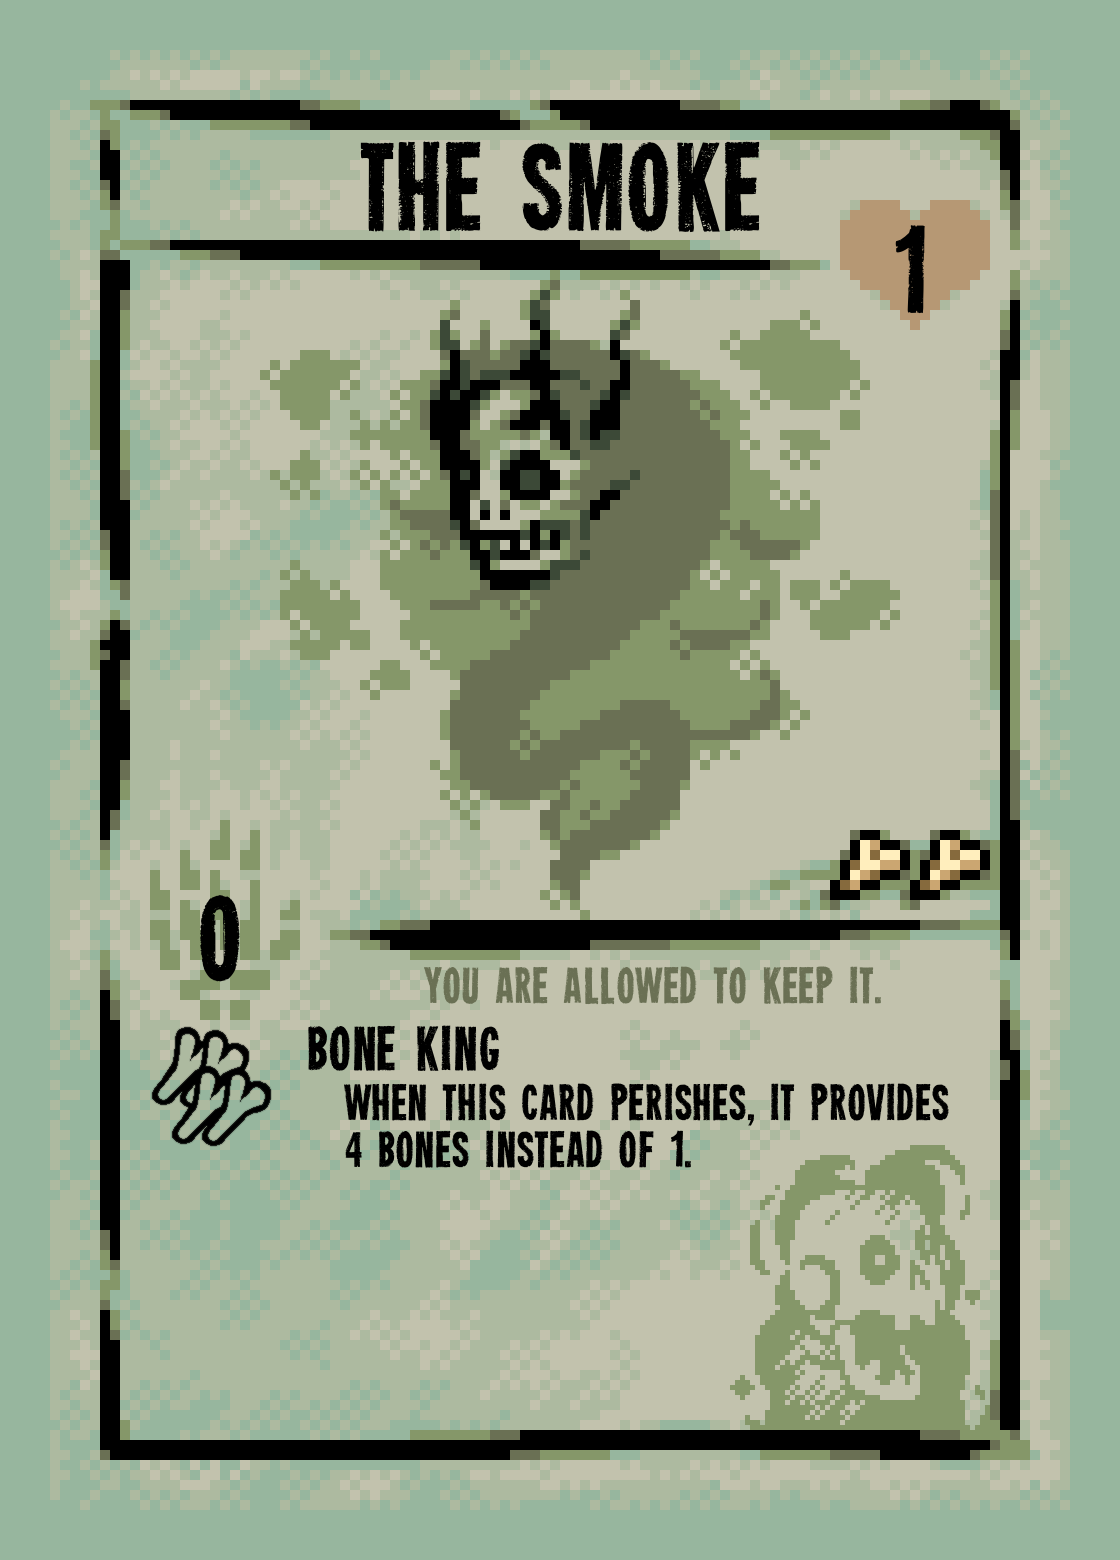 THE SMOKE
1
0
YOU ARE ALLOWED TO KEEP IT.
BONE KING
WHEN THIS CARD PERISHES, IT PROVIDES
4 BONES INSTEAD OF 1.